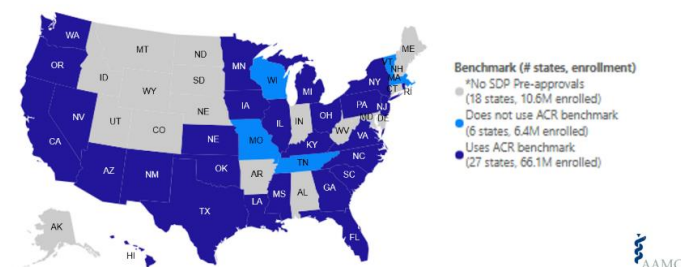 WA
OR
CA
NV
ID
MT
WY
UT
CO
AZ
NM
ND
SD
NE
NE
OK
TX
MN
IA
MO
AR
LA
WI
IL
MS
MI
IN
KY
TN
AL
OH
WV
GA
FL
SC
NC
VA
PA
NY
NJ
DE
VT
NH
MA
RI
ME
AK
HI
Benchmark (# states, enrollment)
*No SDP Pre-approvals
(18 states, 10.6M enrolled)
Does not use ACR benchmark
(6 states, 6.4M enrolled)
Uses ACR benchmark
(27 states, 66.1M enrolled)
AAMC